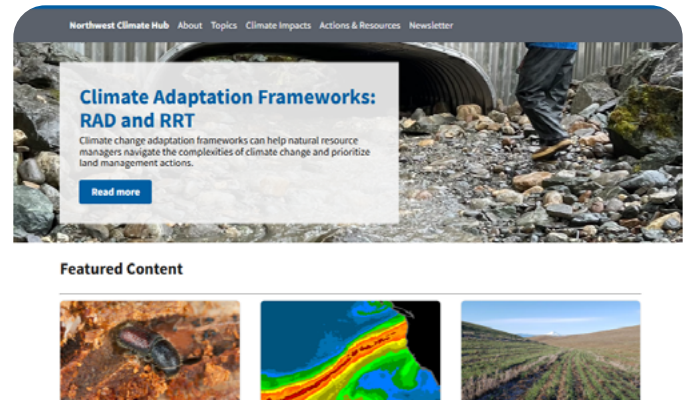 Northwest Climate Hub About Topics Climate Impacts Actions & Resources Newsletter
Climate Adaptation Frameworks:
RAD and RRT
Climate change adaptation frameworks can help natural resource
managers navigate the complexities of climate change and prioritize
land management actions.
Read more
Featured Content